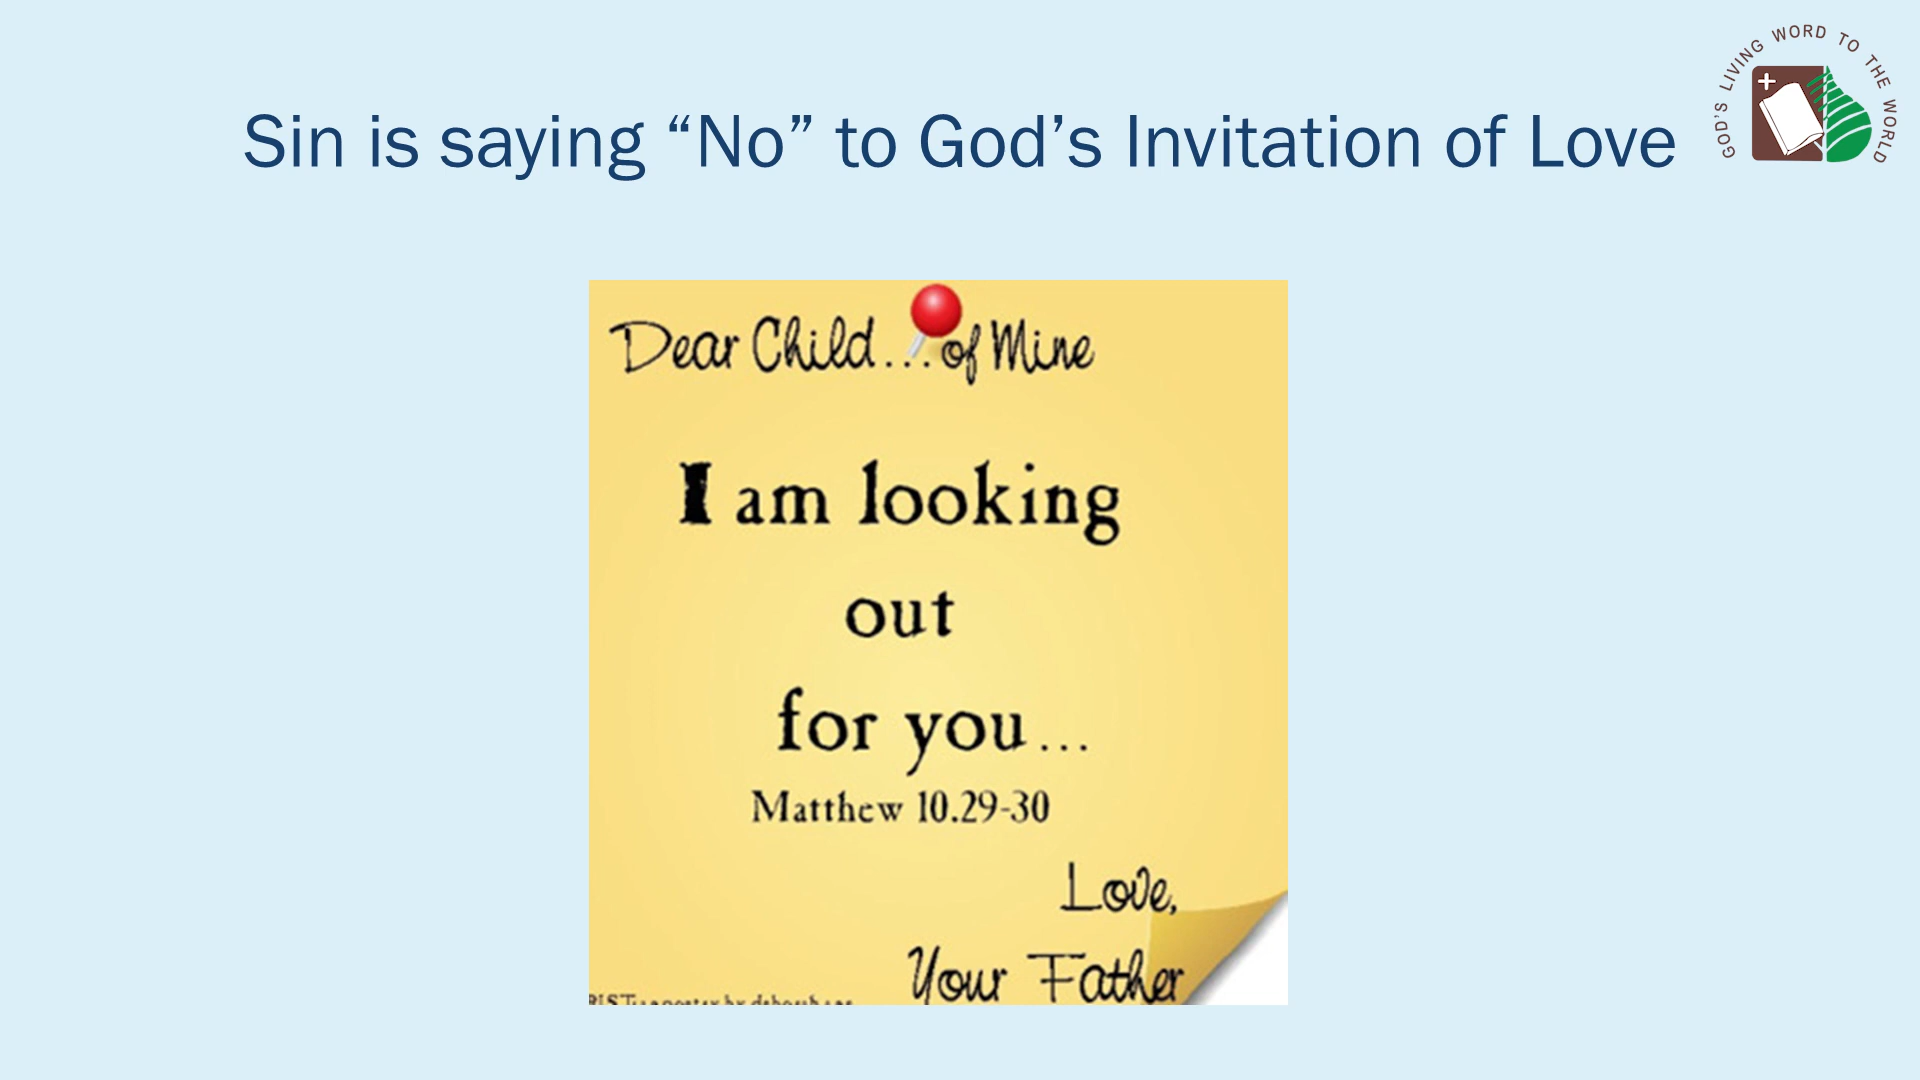 Sin is saying “No” to God’s Invitation of Love
GOD'S LIVING WORD TO THE WORLD
Dear Child...of Mine
I am looking
out
for you...
Matthew 10.29-30
Love,
Your Father